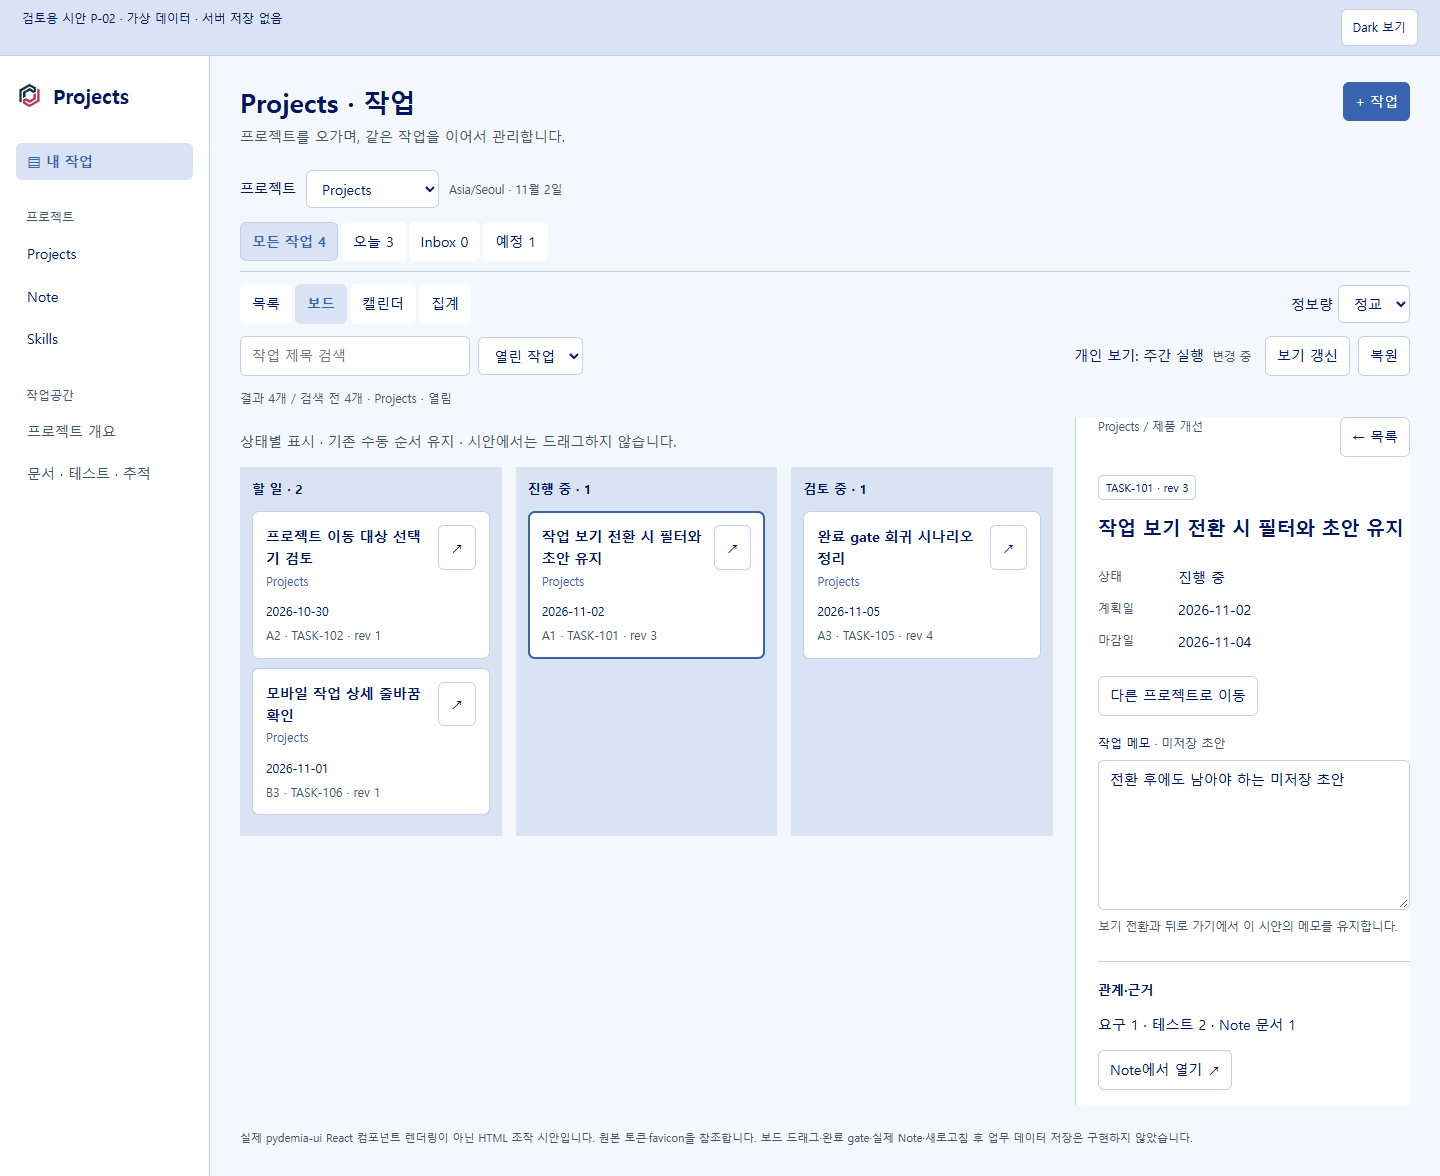 검토용 시안 P-02 · 가상 데이터 · 서버 저장 없음
Dark 보기
Projects
▤ 내 작업
프로젝트
Projects
Note
Skills
작업공간
프로젝트 개요
문서 · 테스트 · 추적
Projects · 작업
+ 작업
프로젝트를 오가며, 같은 작업을 이어서 관리합니다.
프로젝트 Projects Asia/Seoul · 11월 2일
모든 작업 4 오늘 3 Inbox 0 예정 1
목록 보드 캘린더 집계
정보량 정교
작업 제목 검색 열린 작업
개인 보기: 주간 실행 변경 중 보기 갱신 복원
결과 4개 / 검색 전 4개 · Projects · 열림
상태별 표시 · 기존 수동 순서 유지 · 시안에서는 드래그하지 않습니다.
할 일 · 2
프로젝트 이동 대상 선택
기 검토
↗
Projects
2026-10-30
A2 · TASK-102 · rev 1
모바일 작업 상세 줄바꿈
확인
↗
Projects
2026-11-01
B3 · TASK-106 · rev 1
진행 중 · 1
작업 보기 전환 시 필터와
초안 유지
↗
Projects
2026-11-02
A1 · TASK-101 · rev 3
검토 중 · 1
완료 gate 회귀 시나리오
정리
↗
Projects
2026-11-05
A3 · TASK-105 · rev 4
Projects / 제품 개선
← 목록
TASK-101 · rev 3
작업 보기 전환 시 필터와 초안 유지
상태 진행 중
계획일 2026-11-02
마감일 2026-11-04
다른 프로젝트로 이동
작업 메모 · 미저장 초안
전환 후에도 남아야 하는 미저장 초안
보기 전환과 뒤로 가기에서 이 시안의 메모를 유지합니다.
관계·근거
요구 1 · 테스트 2 · Note 문서 1
Note에서 열기 ↗
실제 pydemia-ui React 컴포넌트 렌더링이 아닌 HTML 조작 시안입니다. 원본 토큰·favicon을 참조합니다. 보드 드래그·완료 gate·실제 Note·새로고침 후 업무 데이터 저장은 구현하지 않았습니다.